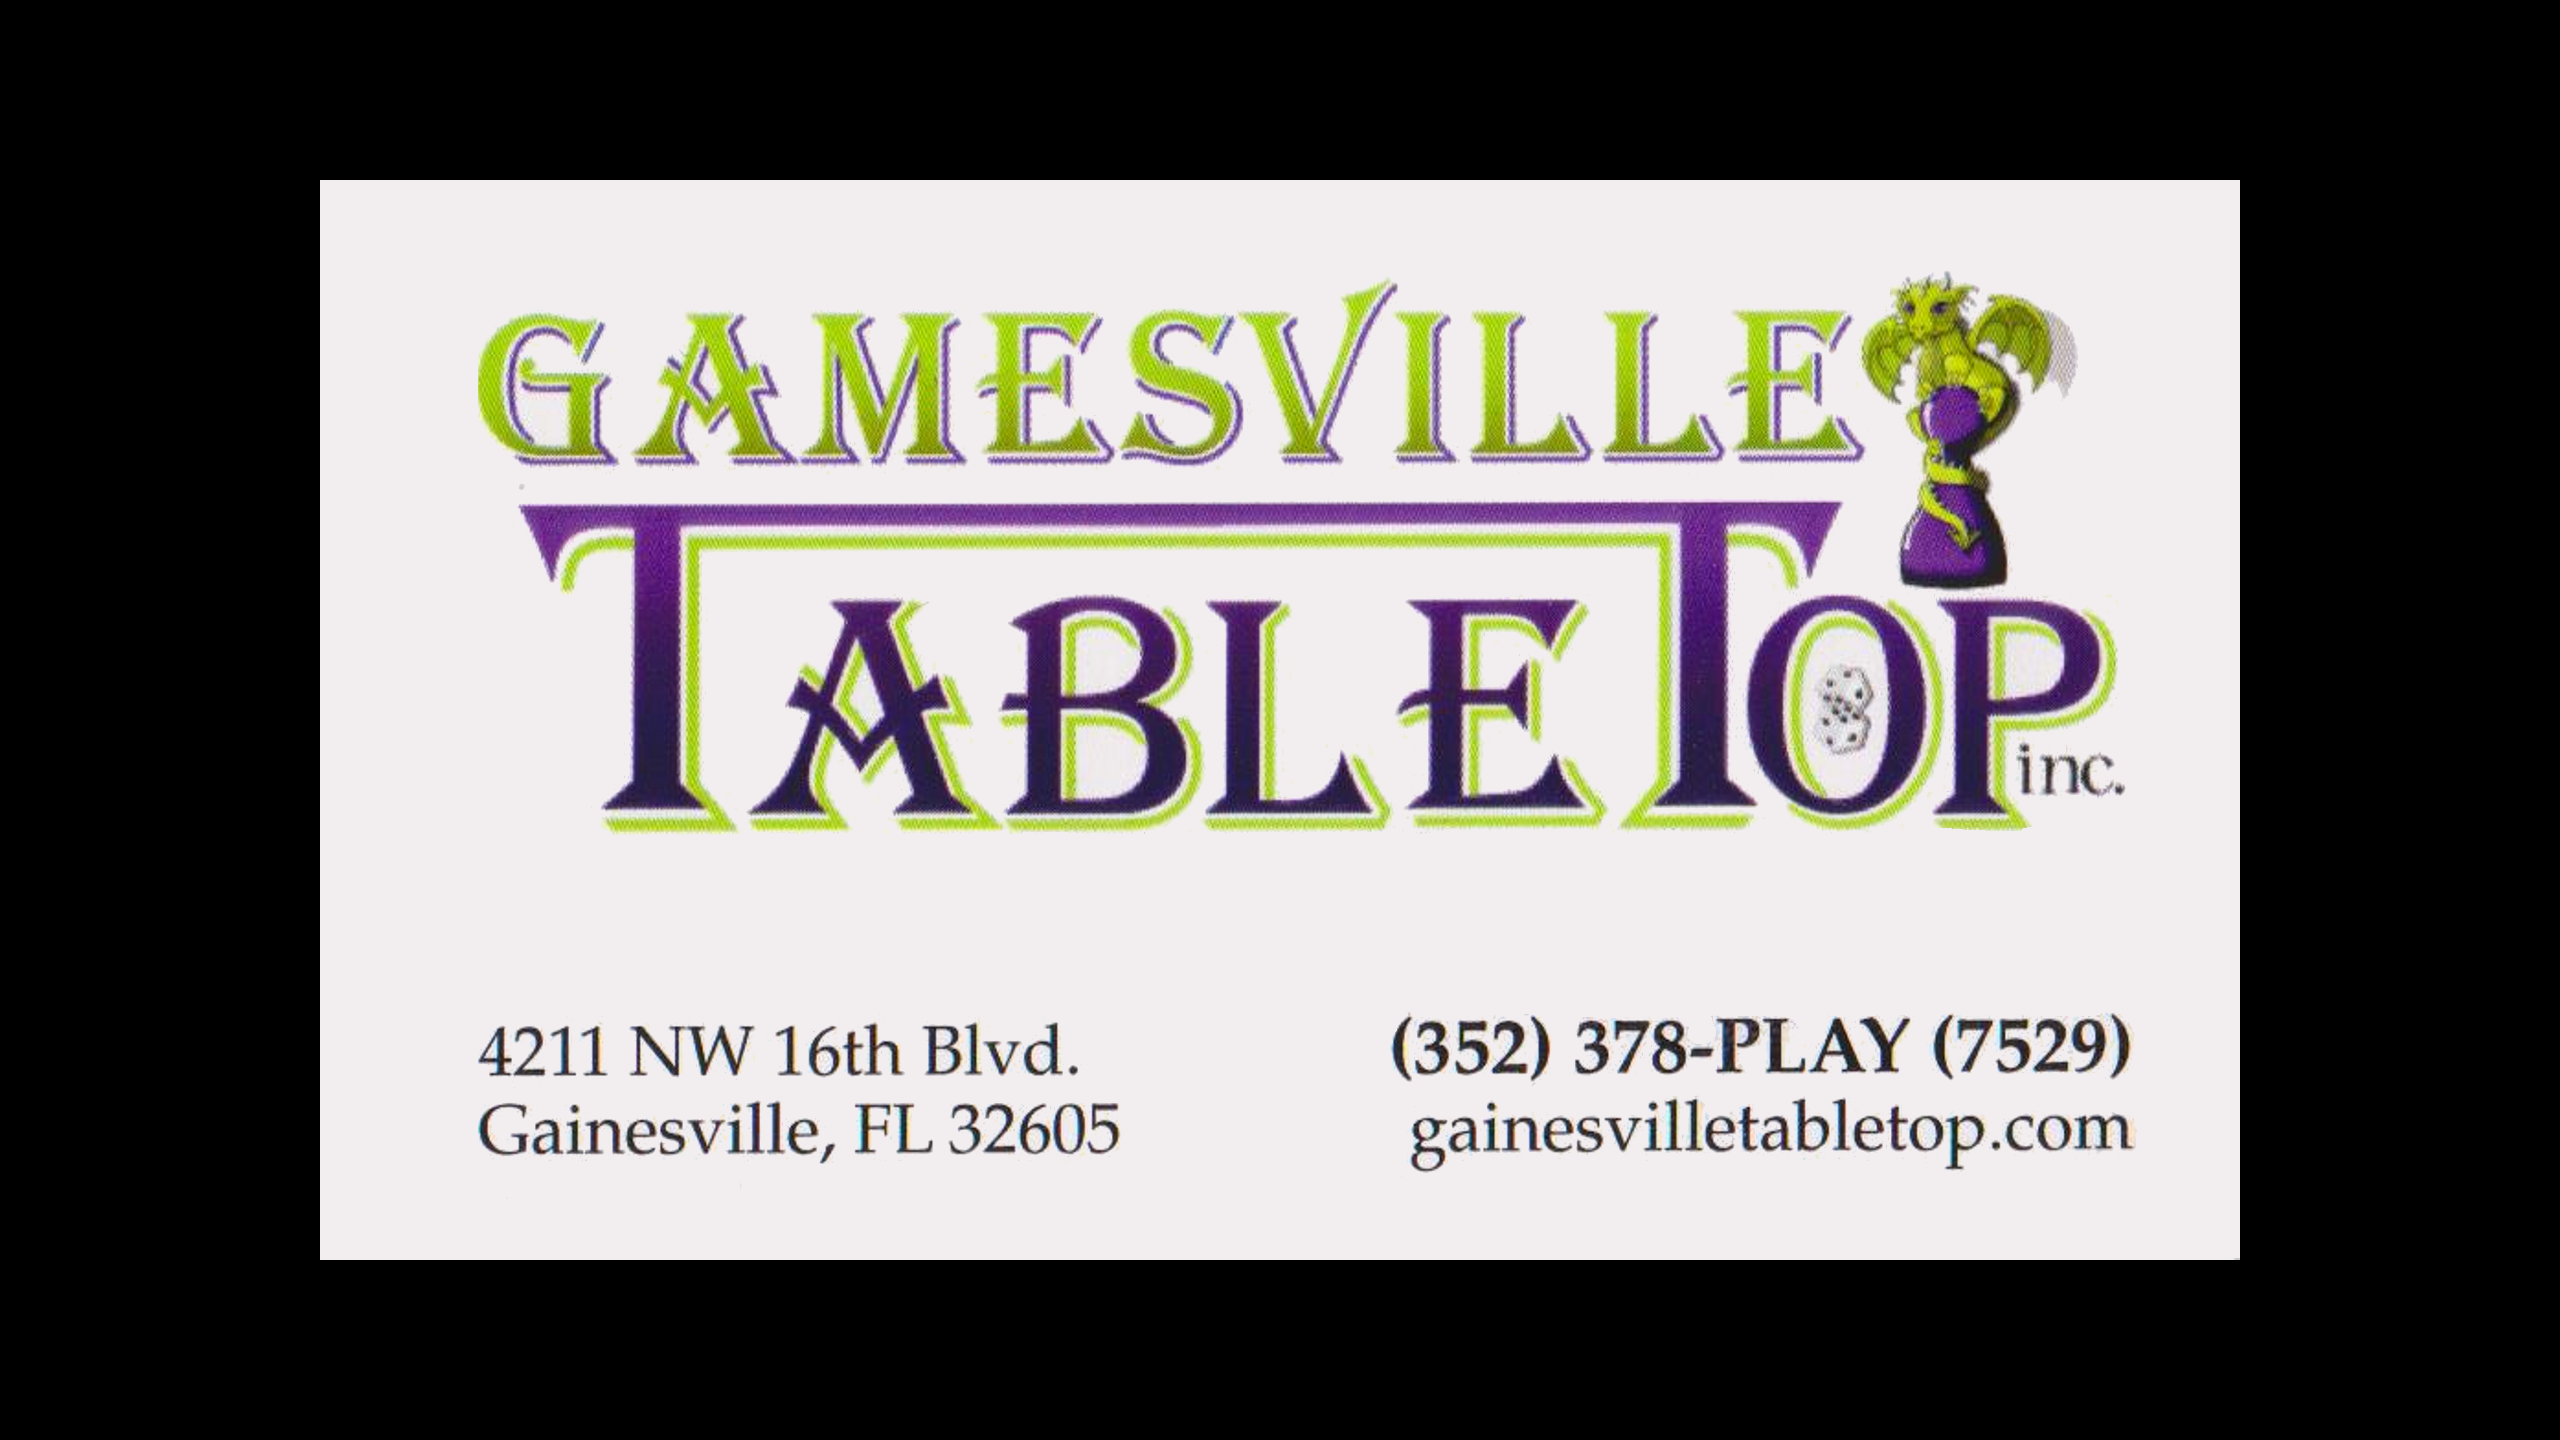 GAMESVILLE
TABLETOP inc.
4211 NW 16th Blvd.
Gainesville, FL 32605
(352) 378-PLAY (7529)
gainesvilletabletop.com